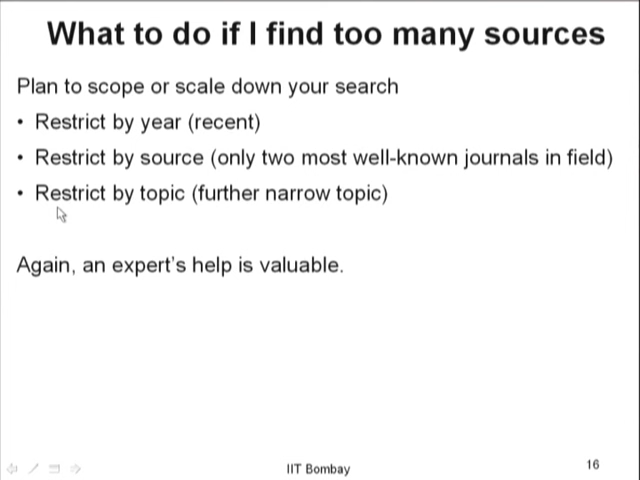 What to do if I find too many sources
Plan to scope or scale down your search
• Restrict by year (recent)
• Restrict by source (only two most well-known journals in field)
• Restrict by topic (further narrow topic)
Again, an expert's help is valuable.
IIT Bombay
16